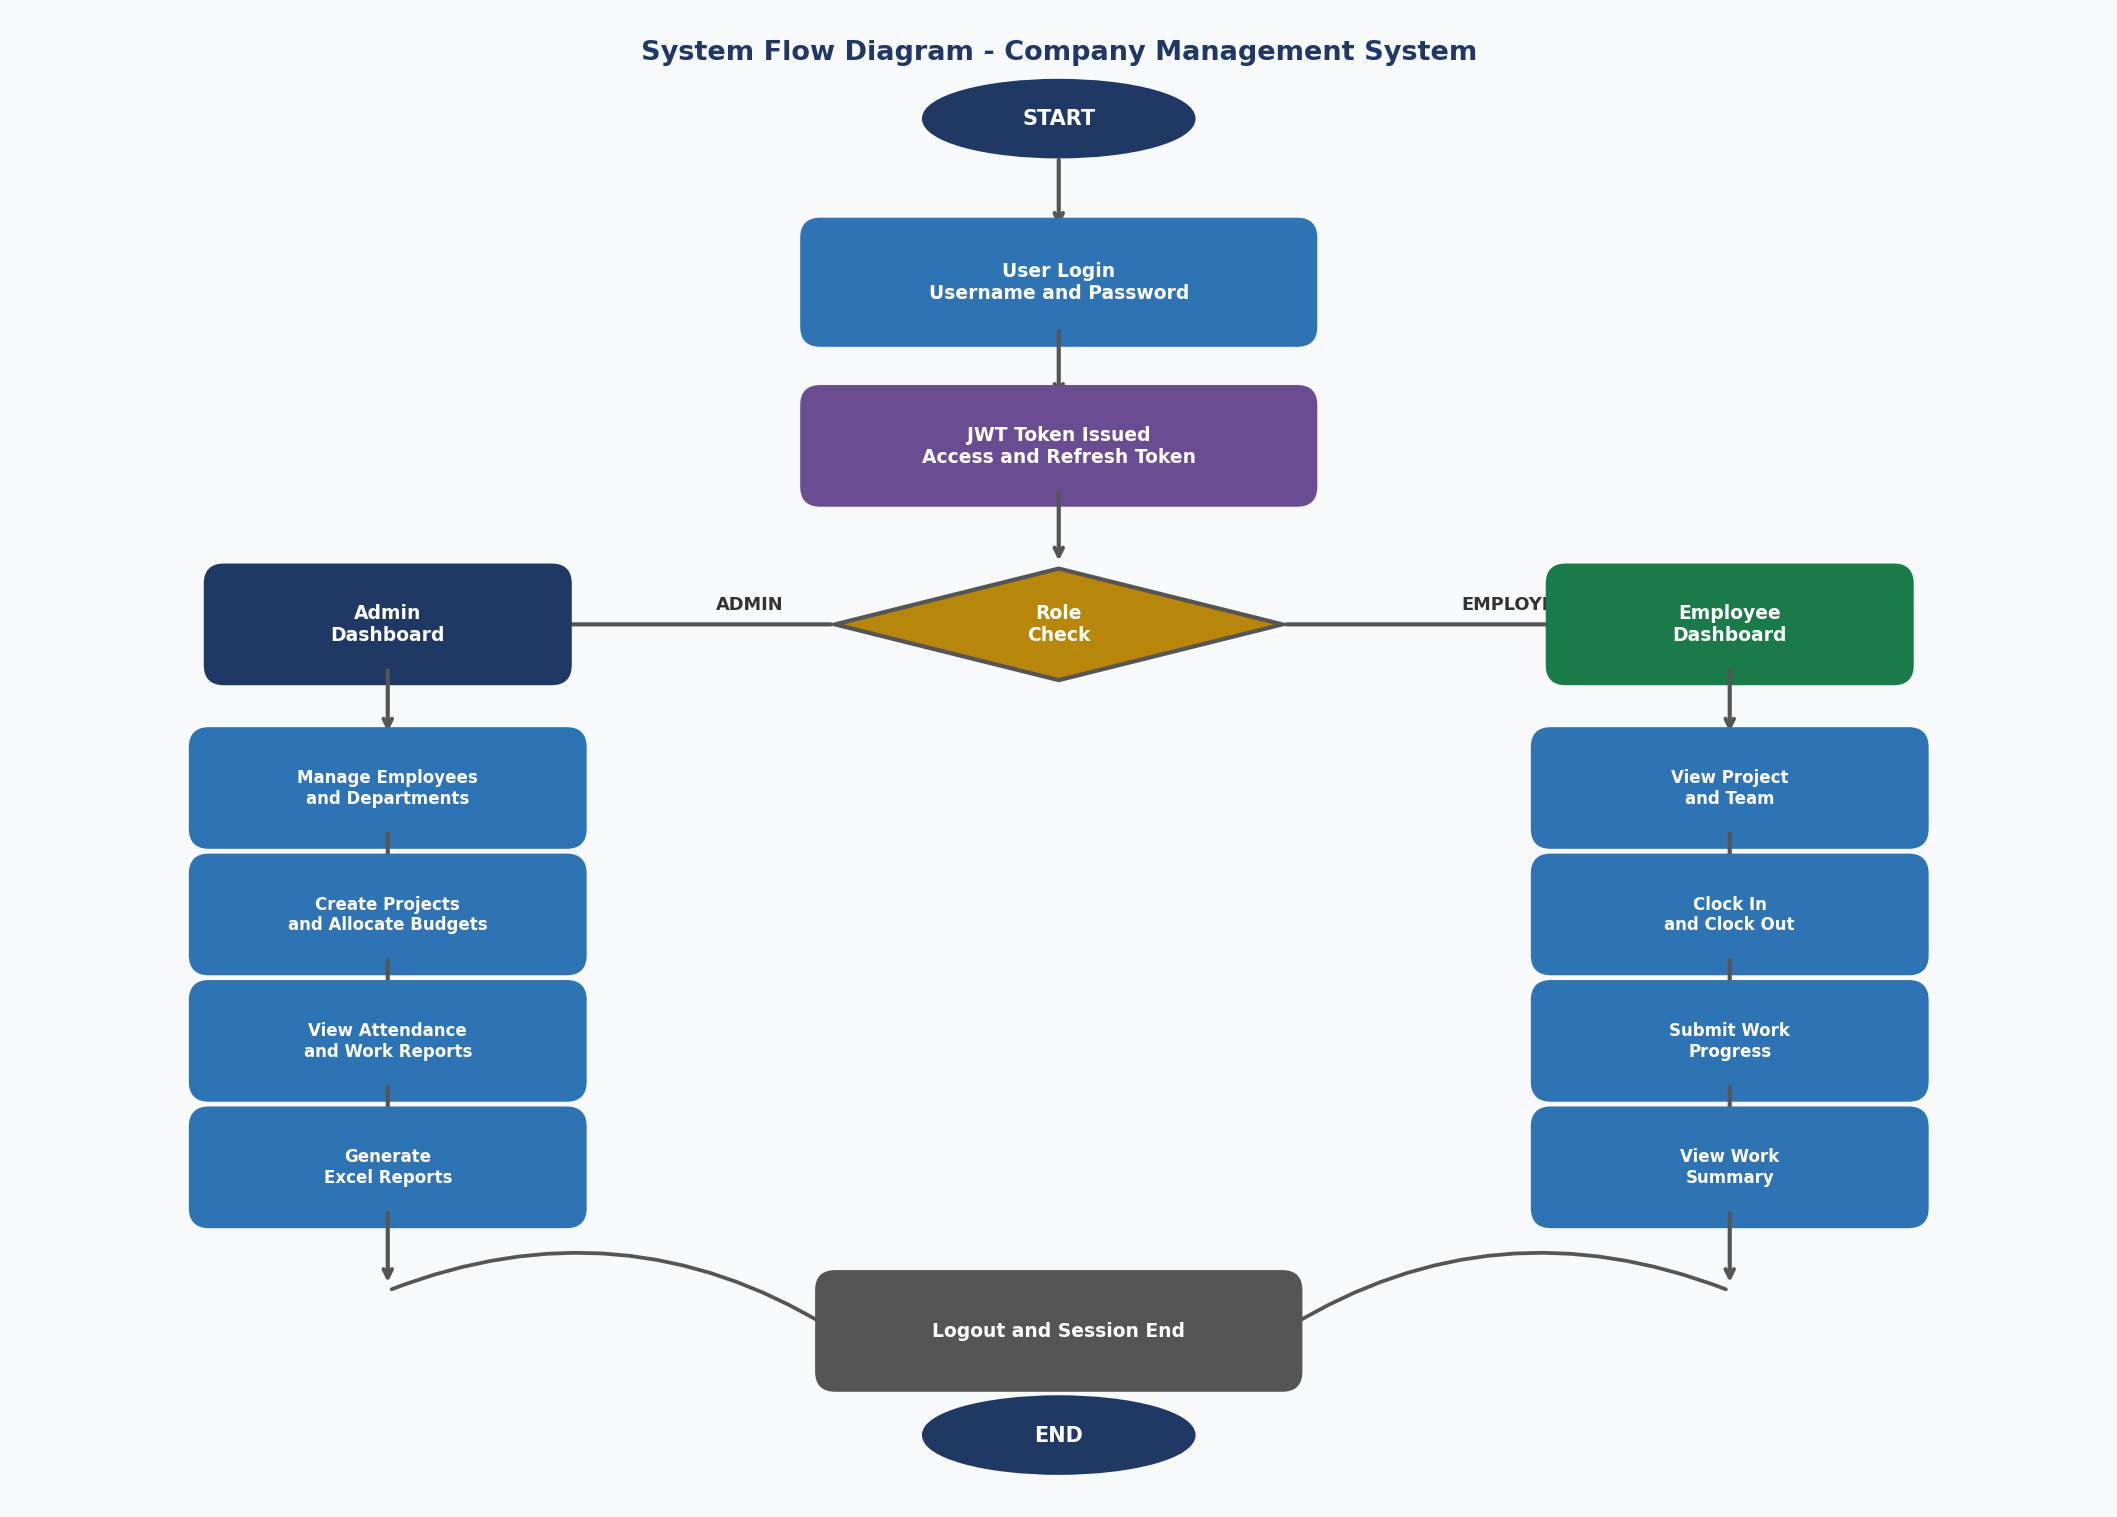 System Flow Diagram - Company Management System
START
User Login
Username and Password
JWT Token Issued
Access and Refresh Token
Admin
Dashboard
ADMIN
Role
Check
Employee
Dashboard
Manage Employees
and Departments
Create Projects
and Allocate Budgets
View Attendance
and Work Reports
Generate
Excel Reports
View Project
and Team
Clock In
and Clock Out
Submit Work
Progress
View Work
Summary
Logout and Session End
END